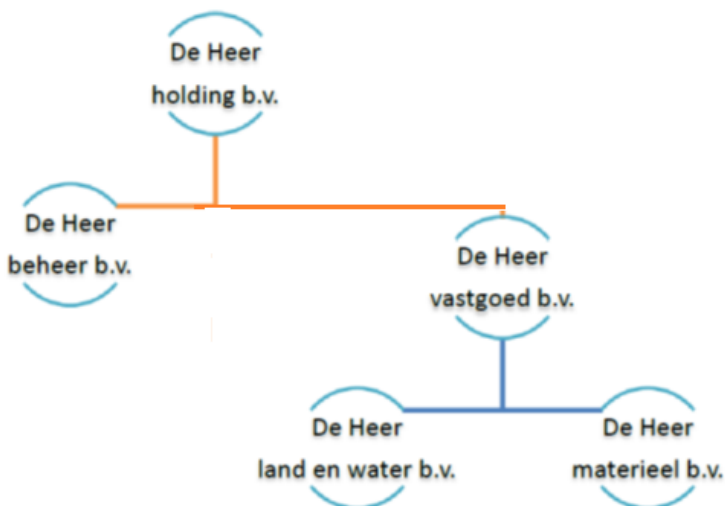 De Heer
holding b.v.
De Heer
beheer b.v.
De Heer
vastgoed b.v.
De Heer
land en water b.v.
De Heer
materieel b.v.